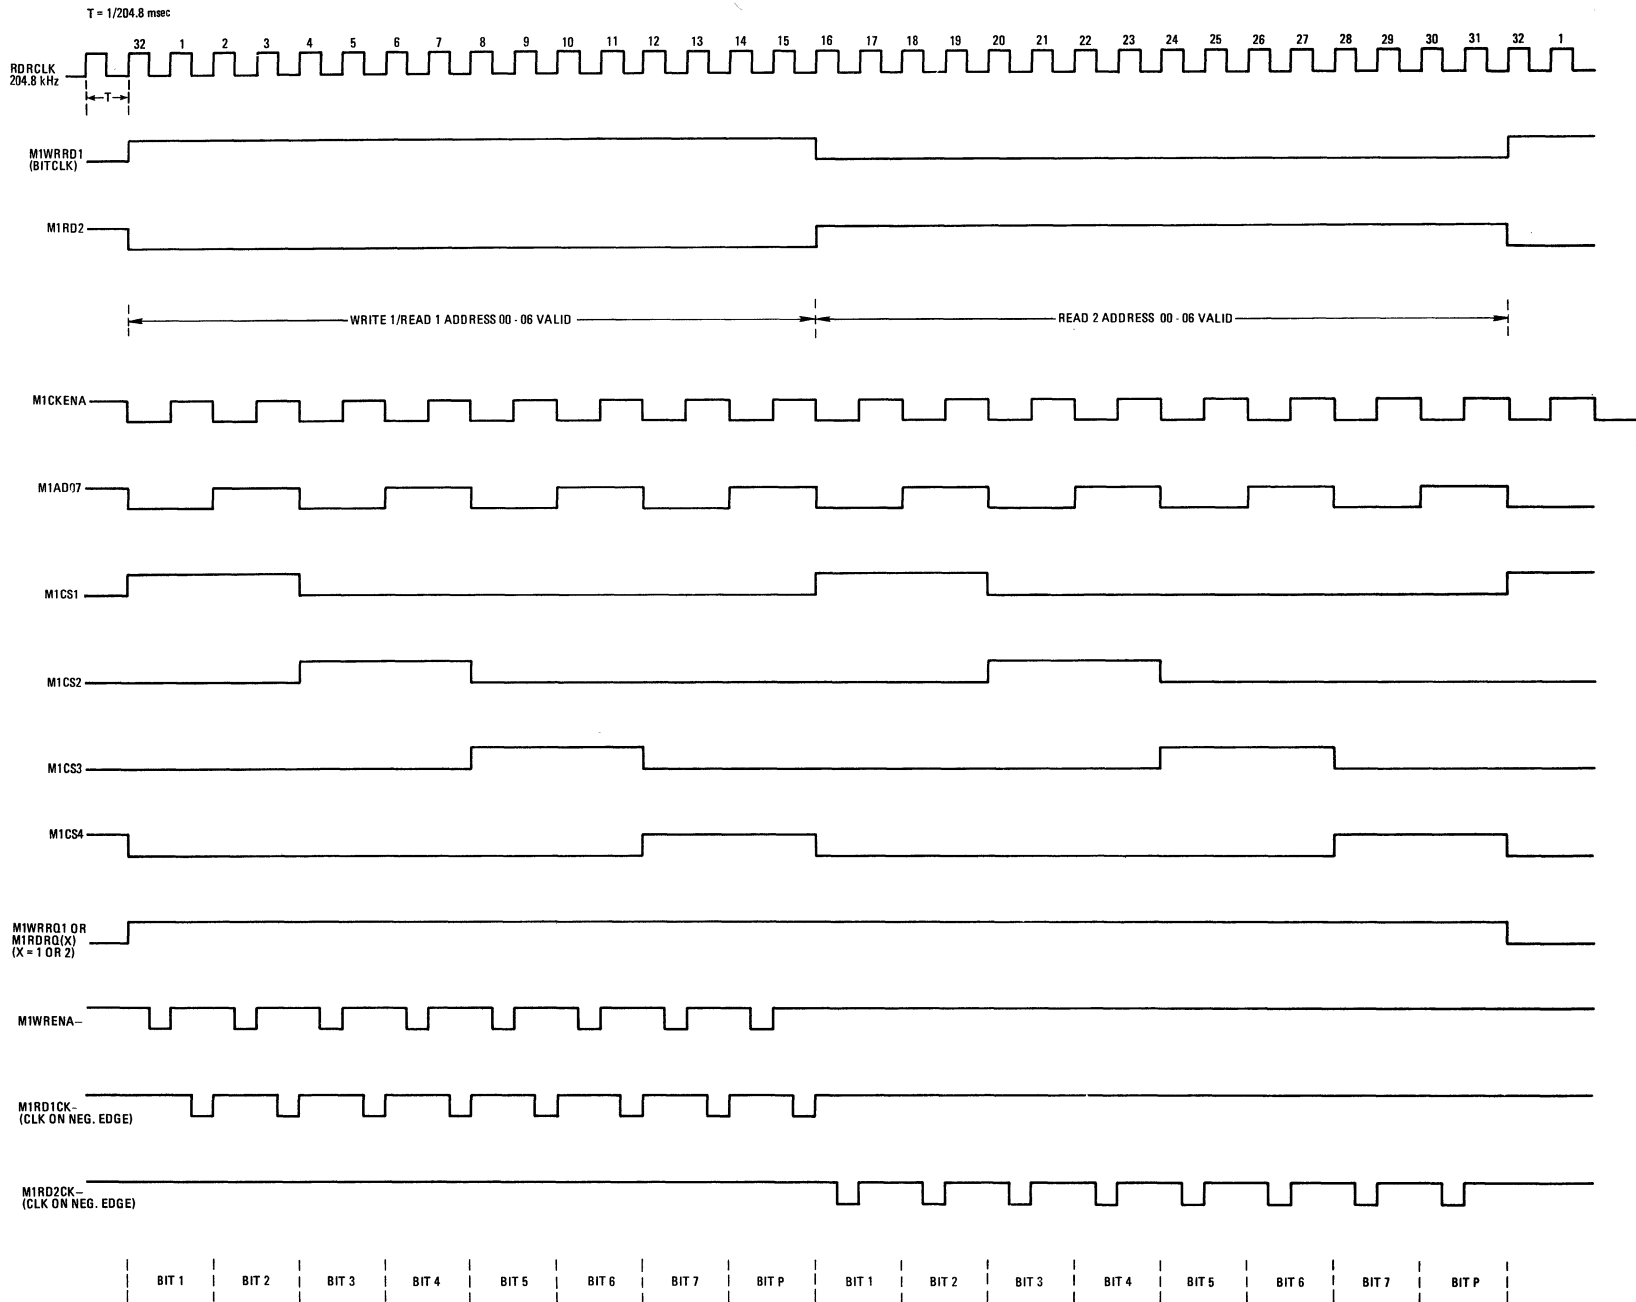 T = 1/204.8 msec
32 1 2 3 4 5 6 7 8 9 10 11 12 13 14 15 16 17 18 19 20 21 22 23 24 25 26 27 28 29 30 31 32 1
RDRCLK
204.8 kHz
T
M1WRRD1
(BITCLK)
M1RD2
WRITE 1/READ 1 ADDRESS 00 - 06 VALID
READ 2 ADDRESS 00 - 06 VALID
M1CKENA
M1AD07
M1CS1
M1CS2
M1CS3
M1CS4
M1WRRQ1 OR
M1RDRQ(X)
(X = 1 OR 2)
M1WRENA–
M1RD1CK–
(CLK ON NEG. EDGE)
M1RD2CK–
(CLK ON NEG. EDGE)
BIT 1 BIT 2 BIT 3 BIT 4 BIT 5 BIT 6 BIT 7 BIT P BIT 1 BIT 2 BIT 3 BIT 4 BIT 5 BIT 6 BIT 7 BIT P